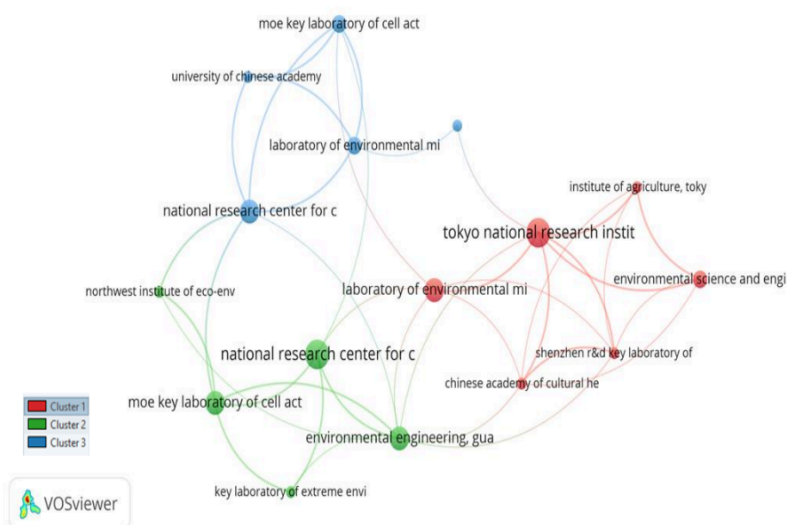 moe key laboratory of cell act
university of chinese academy
laboratory of environmental mi
institute of agriculture, toky
national research center for c
tokyo national research instit
environmental science and engi
northwest institute of eco-env
laboratory of environmental mi
national research center for c
shenzhen r&d key laboratory of
chinese academy of cultural he
moe key laboratory of cell act
Cluster 1
Cluster 2
Cluster 3
environmental engineering, gua
key laboratory of extreme envi
VOSviewer